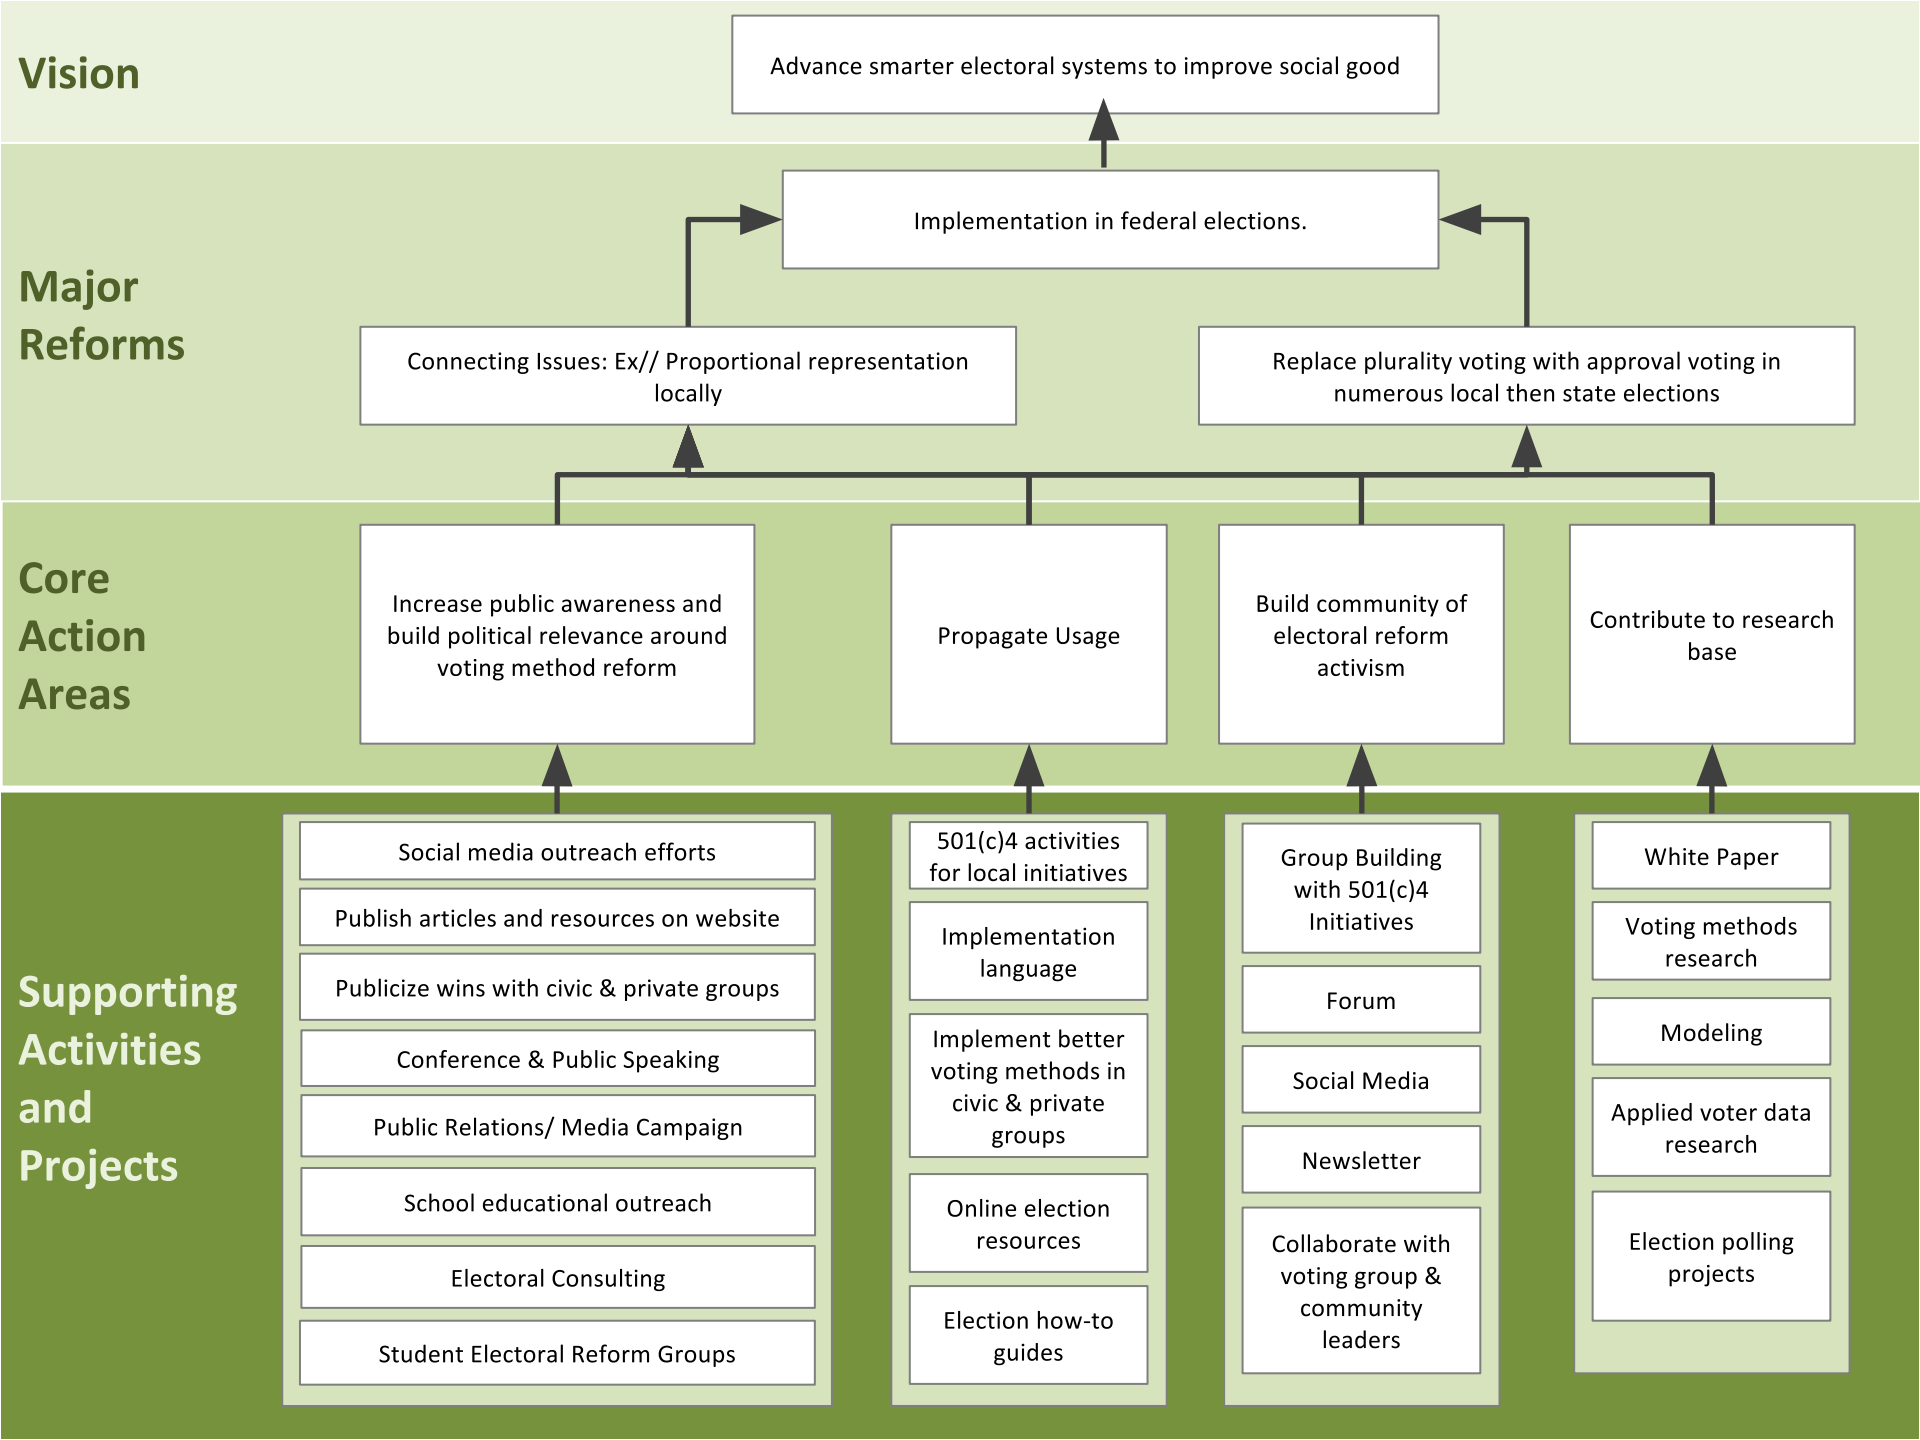 Vision
Advance smarter electoral systems to improve social good
Major
Reforms
Implementation in federal elections.
Connecting Issues: Ex// Proportional representation
locally
Replace plurality voting with approval voting in
numerous local then state elections
Core
Action
Areas
Increase public awareness and
build political relevance around
voting method reform
Propagate Usage
Build community of
electoral reform
activism
Contribute to research
base
Supporting
Activities
and
Projects
Social media outreach efforts
Publish articles and resources on website
Publicize wins with civic & private groups
Conference & Public Speaking
Public Relations/ Media Campaign
School educational outreach
Electoral Consulting
Student Electoral Reform Groups
501(c)4 activities
for local initiatives
Implementation
language
Implement better
voting methods in
civic & private
groups
Online election
resources
Election how-to
guides
Group Building
with 501(c)4
Initiatives
Forum
Social Media
Newsletter
Collaborate with
voting group &
community
leaders
White Paper
Voting methods
research
Modeling
Applied voter data
research
Election polling
projects